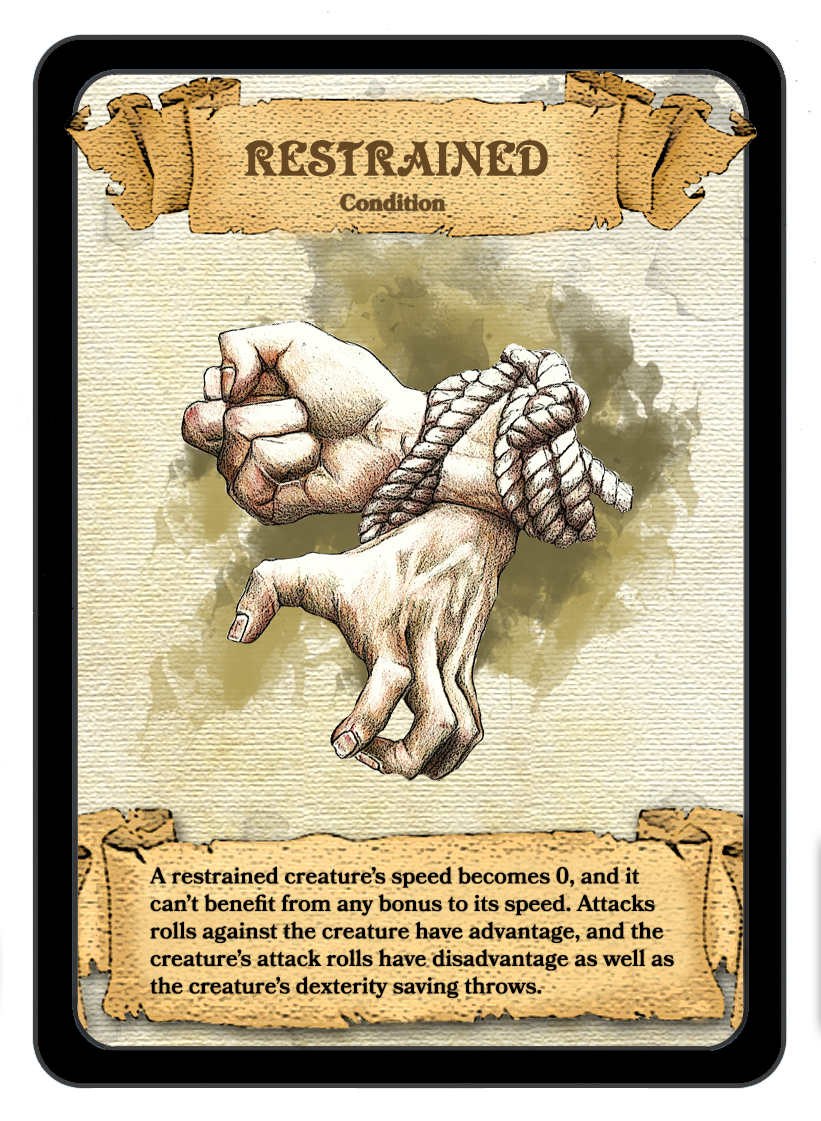 RESTRAINED
Condition
A restrained creature's speed becomes 0, and it
can't benefit from any bonus to its speed. Attacks
rolls against the creature have advantage, and the
creature's attack rolls have disadvantage as well as
the creature's dexterity saving throws.